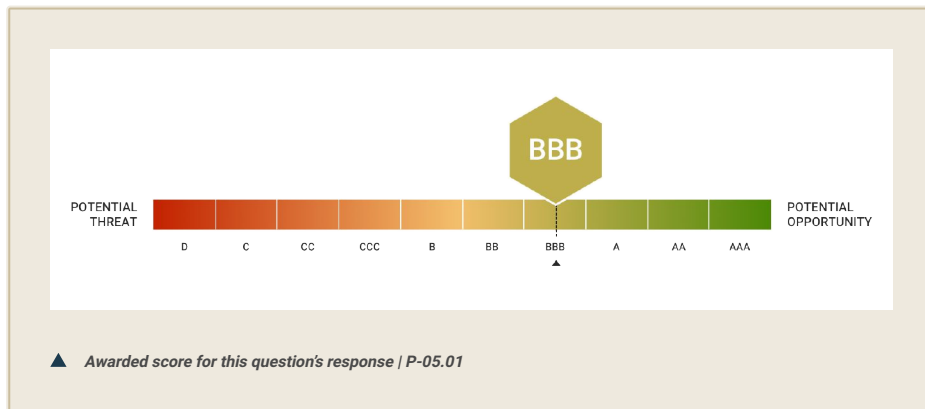 BBB
POTENTIAL
THREAT
POTENTIAL
OPPORTUNITY
D C CC CCC B BB BBB A AA AAA
Awarded score for this question's response | P-05.01